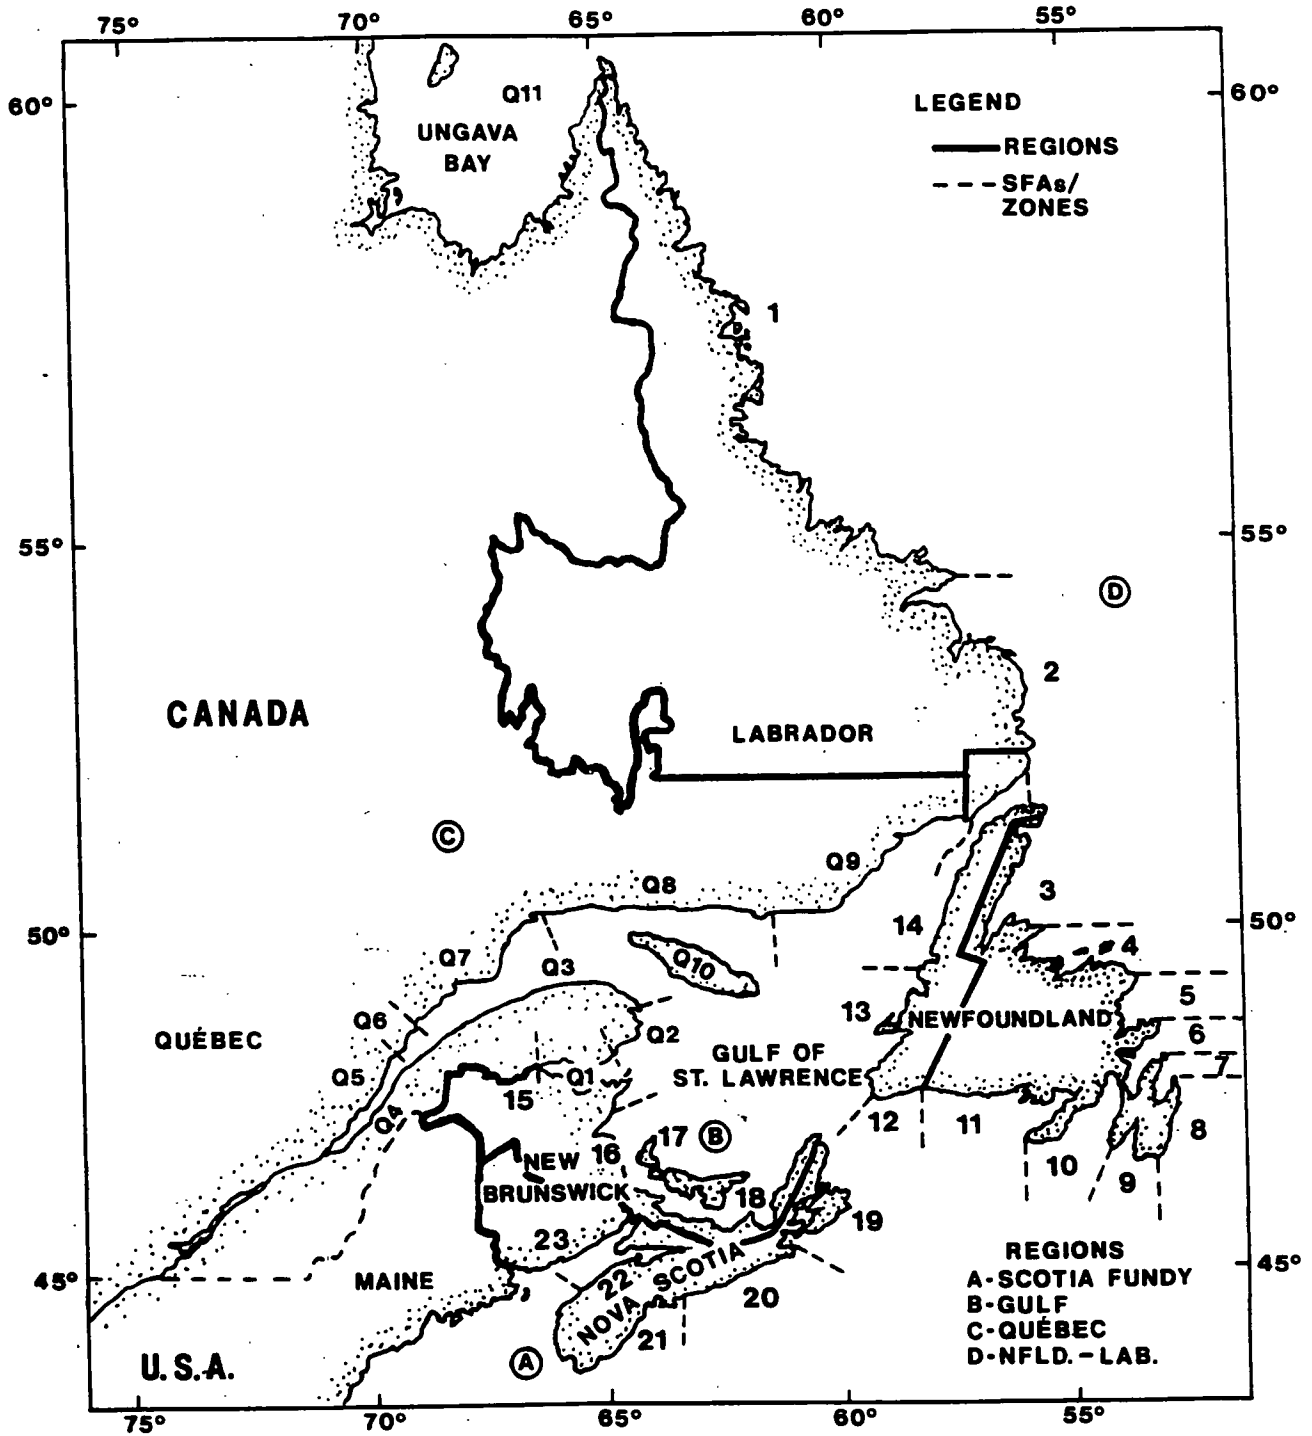 75° 70° 65° 60° 55°
60° 60°
Q11
UNGAVA
BAY
LEGEND
REGIONS
SFAs/
ZONES
1
55° 55°
D
2
CANADA
LABRADOR
C
Q9
Q8
3
50° 50°
14
4
Q7
Q3
Q10
5
13
NEWFOUNDLAND
6
Q6
Q2
QUÉBEC
GULF OF
ST. LAWRENCE
7
Q5
Q1
15
Q4
12
11
8
17
B
16
10
9
NEW
BRUNSWICK
18
19
23
45° 45°
MAINE
22
NOVA SCOTIA
20
21
A
U.S.A.
REGIONS
A-SCOTIA FUNDY
B-GULF
C-QUÉBEC
D-NFLD.-LAB.
75° 70° 65° 60° 55°